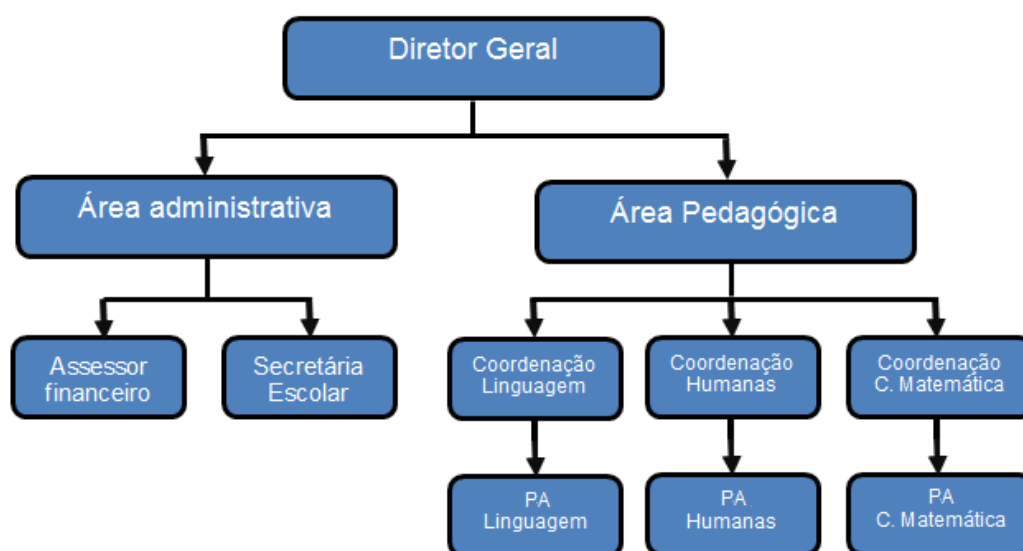 Diretor Geral
Área administrativa
Área Pedagógica
Assessor
financeiro
Secretária
Escolar
Coordenação
Linguagem
Coordenação
Humanas
Coordenação
C. Matemática
PA
Linguagem
PA
Humanas
PA
C. Matemática